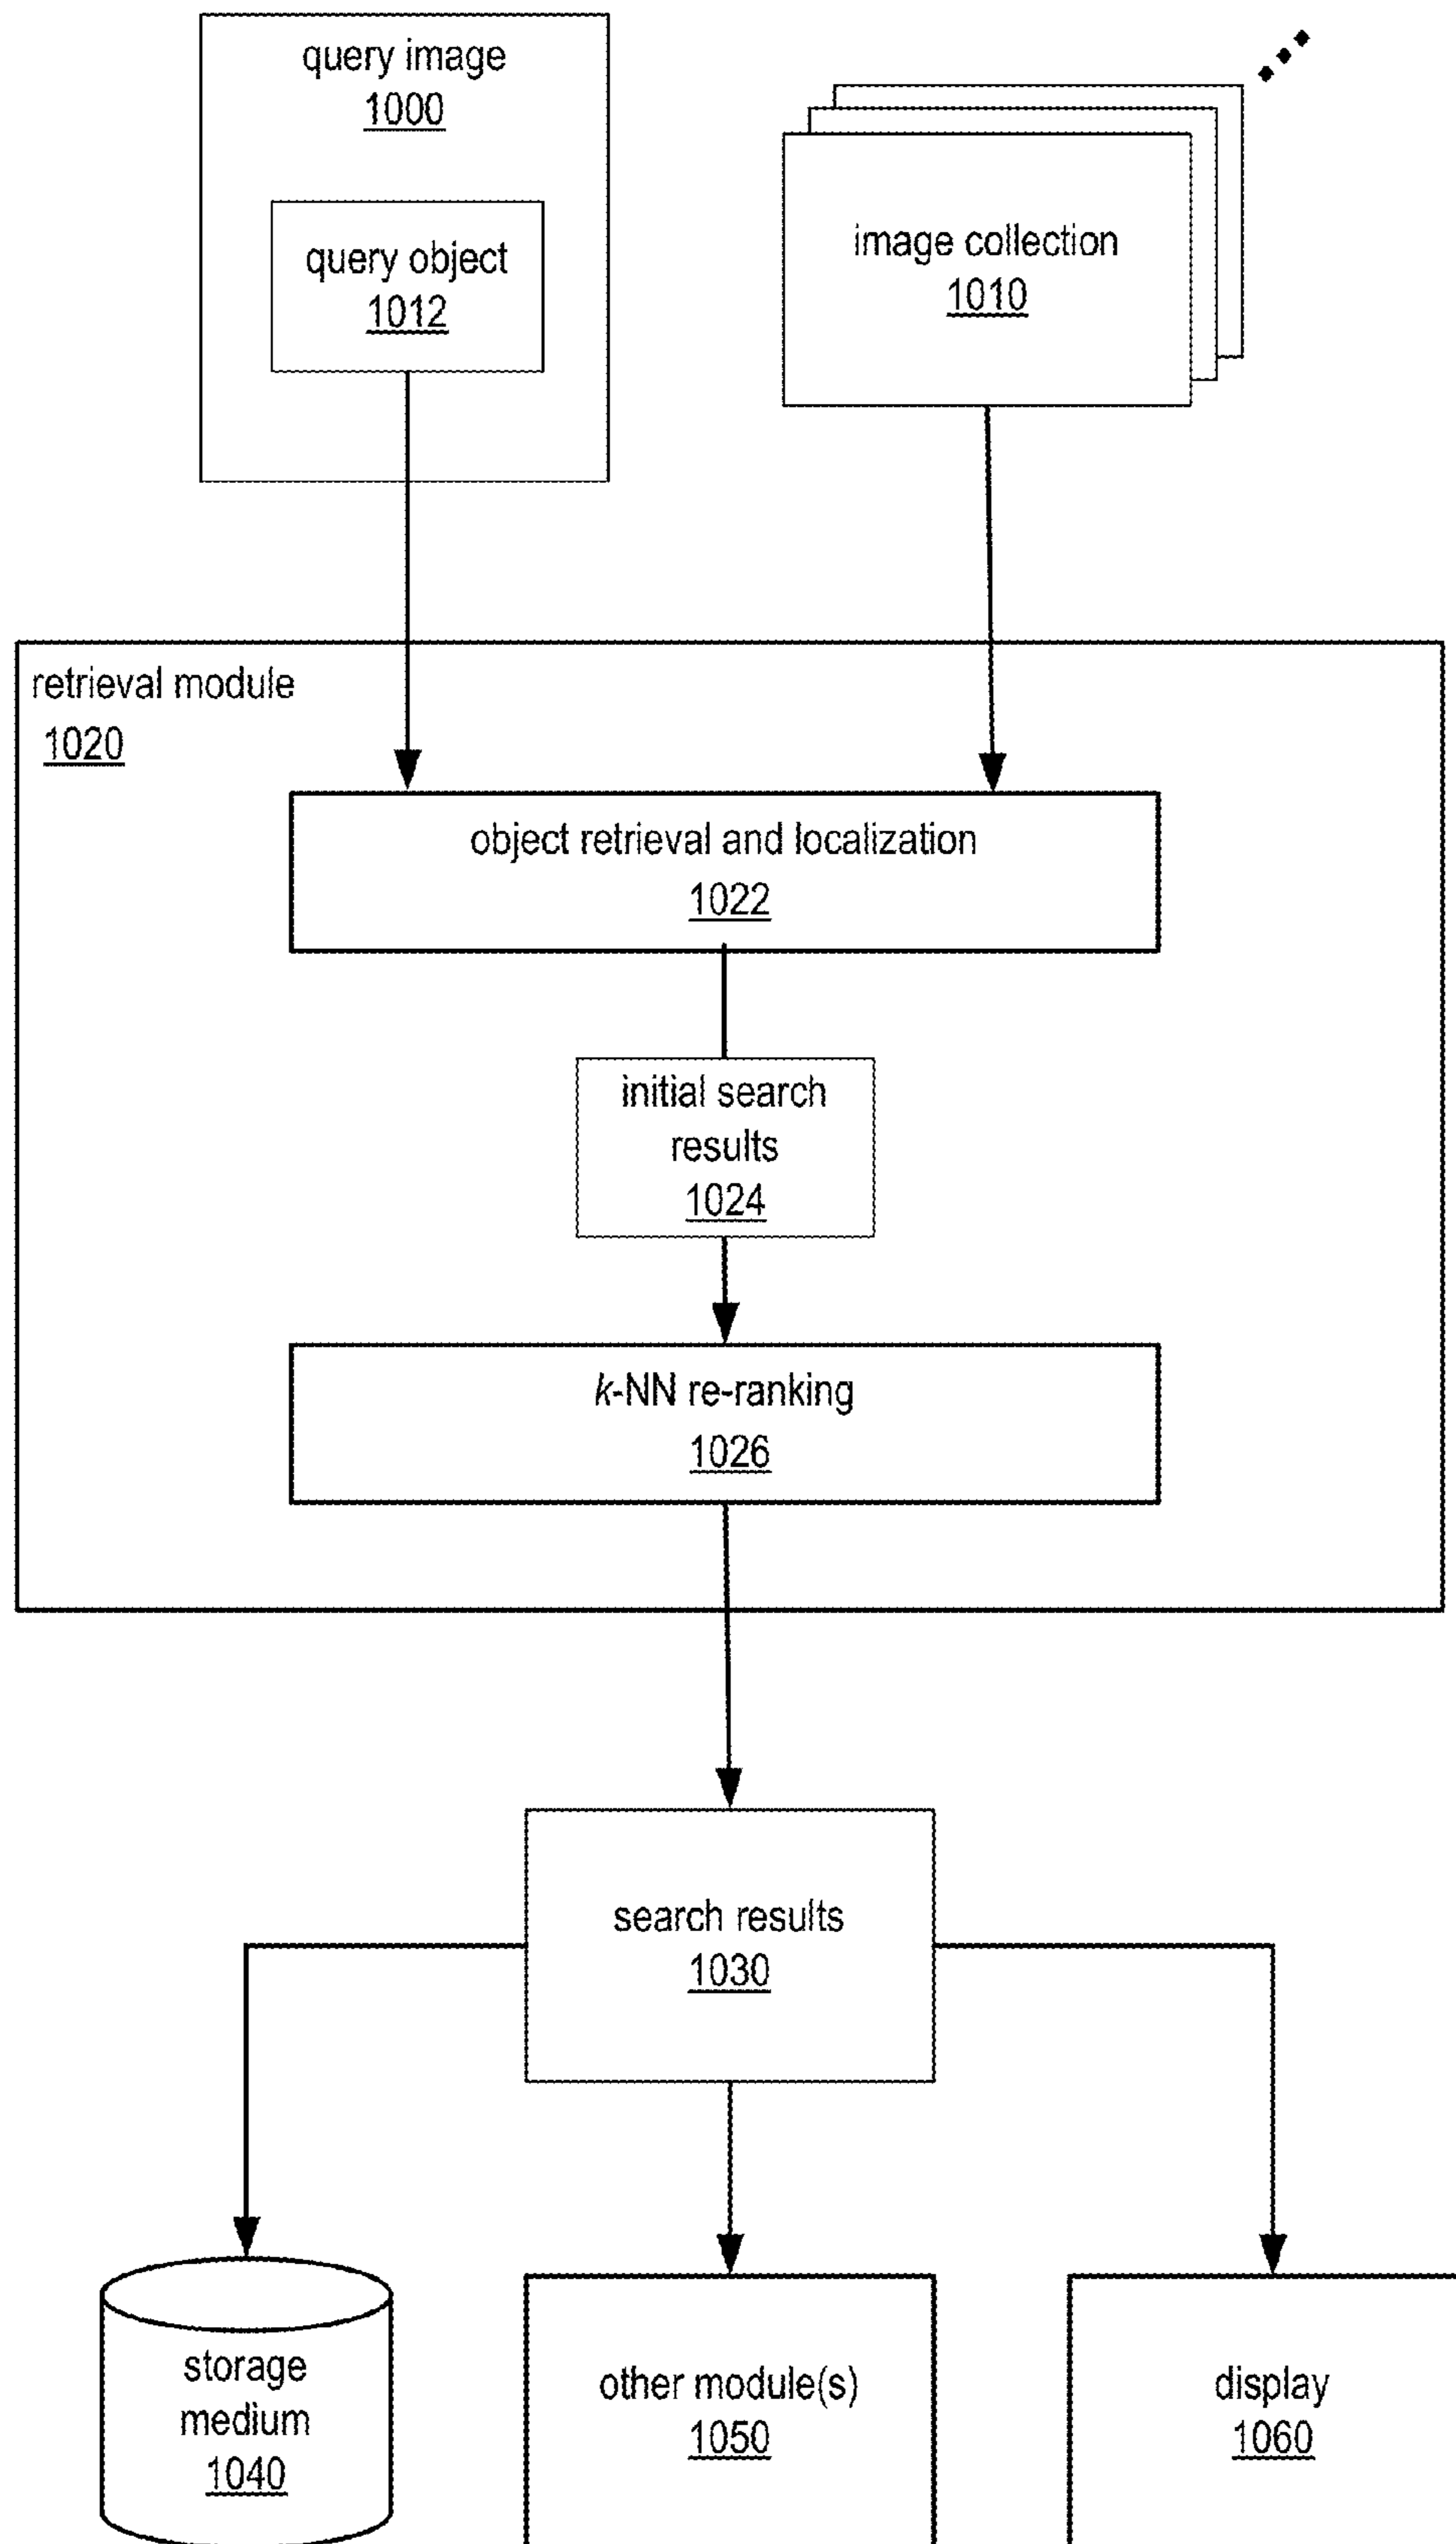 query image
1000
query object
1012
image collection
1010
retrieval module
1020
object retrieval and localization
1022
initial search
results
1024
k-NN re-ranking
1026
search results
1030
storage
medium
1040
other module(s)
1050
display
1060